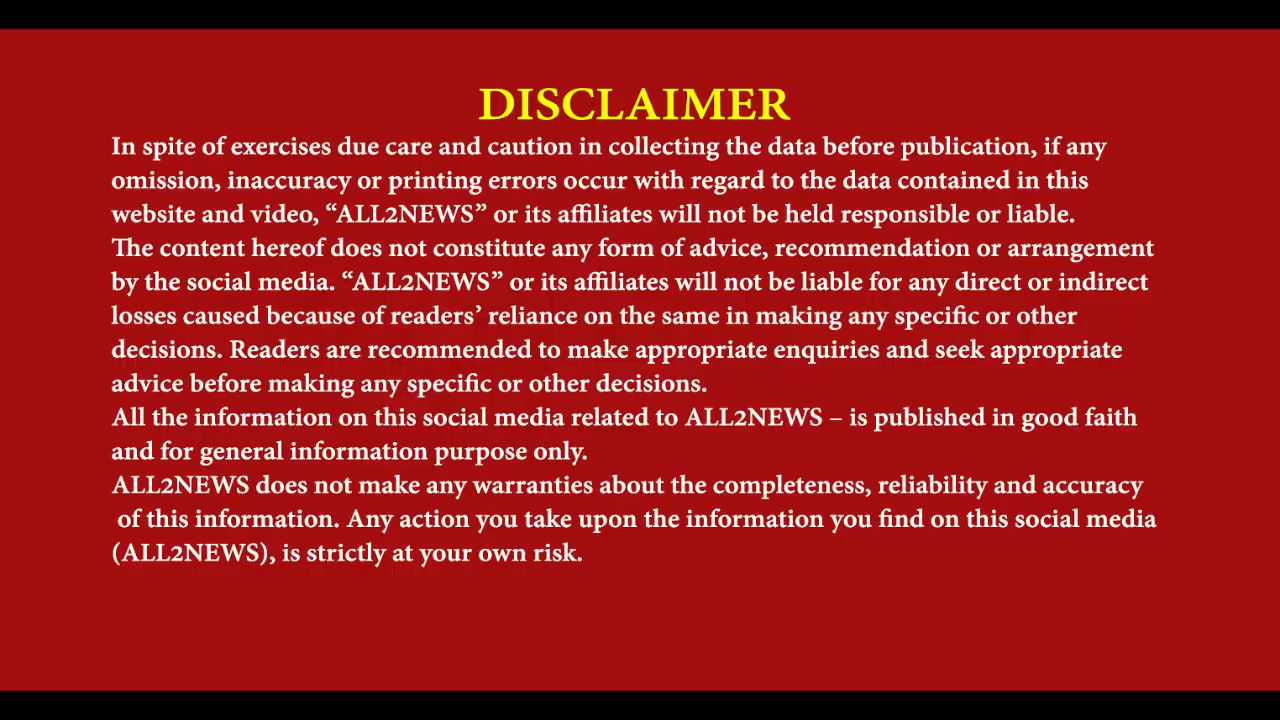 DISCLAIMER
In spite of exercises due care and caution in collecting the data before publication, if any
omission, inaccuracy or printing errors occur with regard to the data contained in this
website and video, “ALL2NEWS” or its affiliates will not be held responsible or liable.
The content hereof does not constitute any form of advice, recommendation or arrangement
by the social media. “ALL2NEWS” or its affiliates will not be liable for any direct or indirect
losses caused because of readers’ reliance on the same in making any specific or other
decisions. Readers are recommended to make appropriate enquiries and seek appropriate
advice before making any specific or other decisions.
All the information on this social media related to ALL2NEWS – is published in good faith
and for general information purpose only.
ALL2NEWS does not make any warranties about the completeness, reliability and accuracy
of this information. Any action you take upon the information you find on this social media
(ALL2NEWS), is strictly at your own risk.